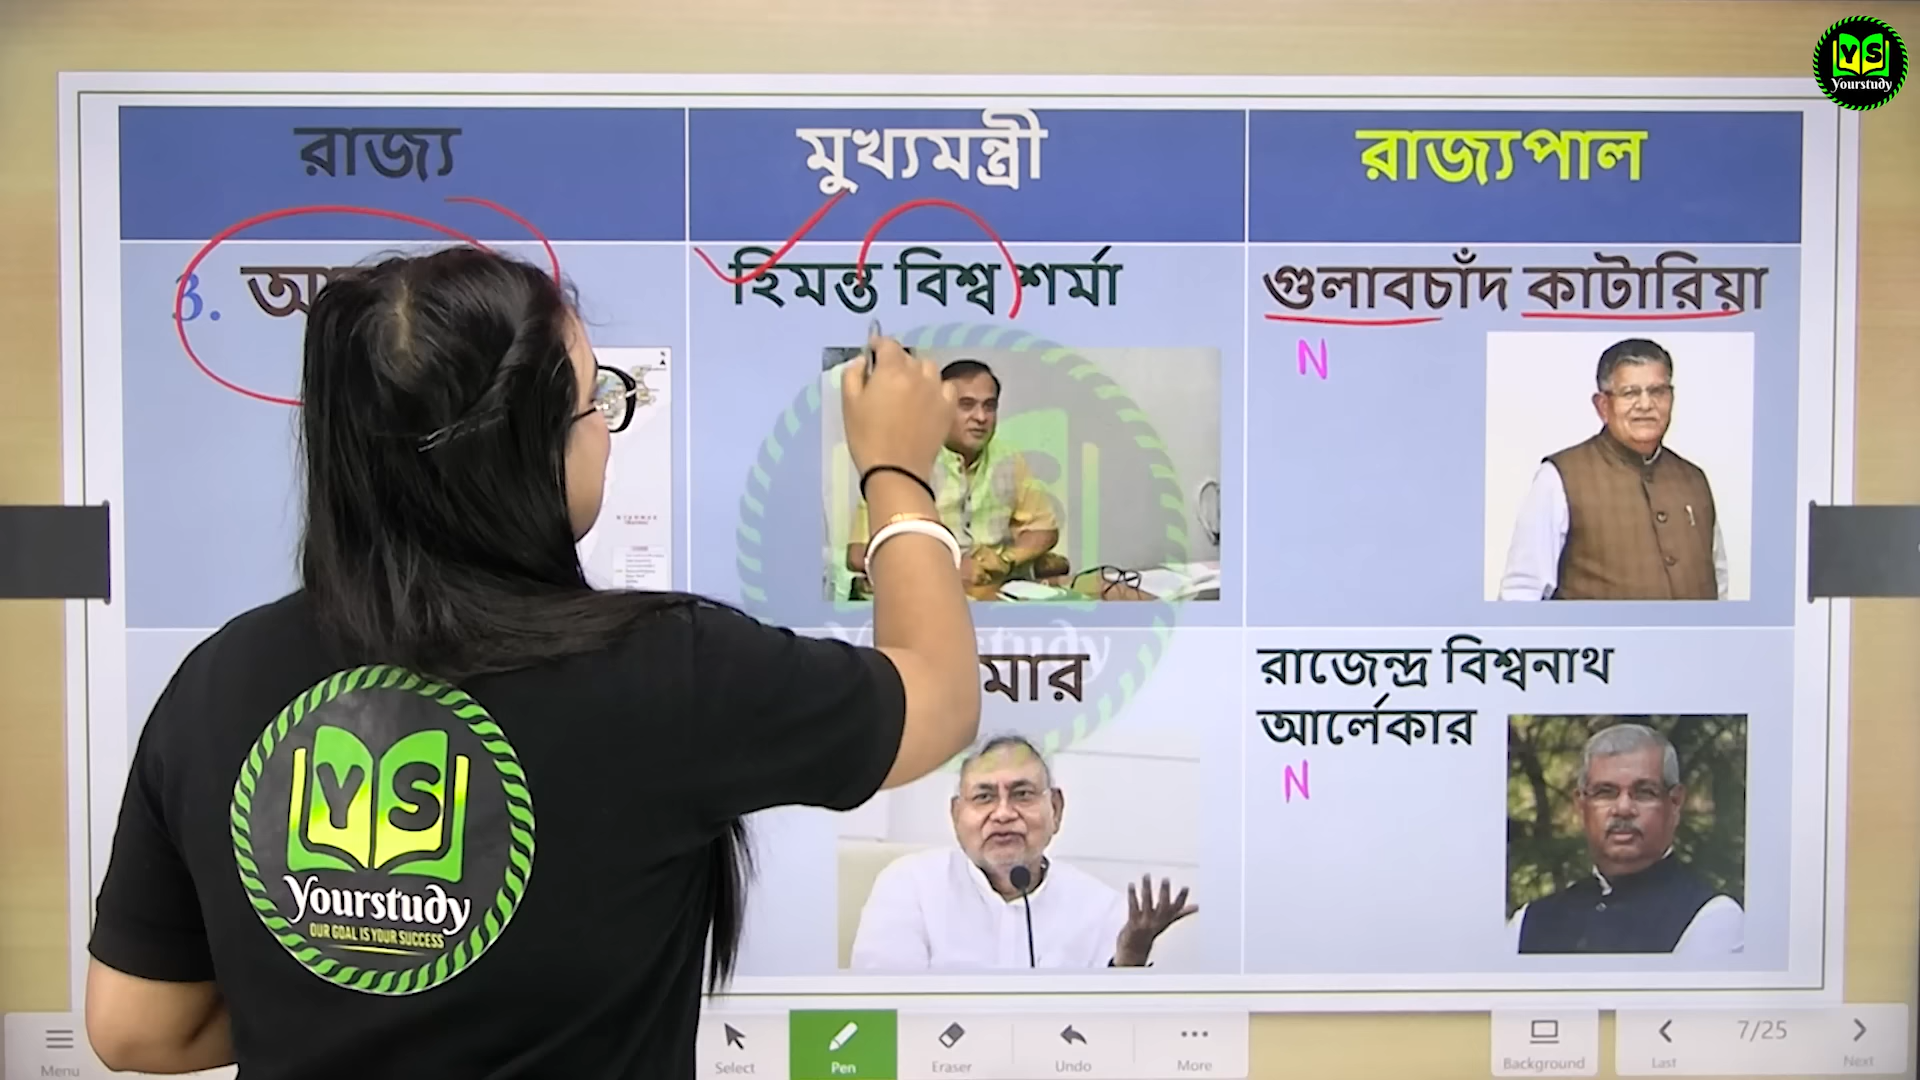 YS
Yourstudy
রাজ্য
মুখ্যমন্ত্রী
রাজ্যপাল
3.
হিমন্ত বিশ্ব শর্মা
গুলাবচাঁদ কাটারিয়া
N
রাজেন্দ্র বিশ্বনাথ
আর্লেকার
N
YS
Yourstudy
OUR GOAL IS YOUR SUCCESS
Menu
Select
Pen
Eraser
Undo
More
Background
Last
7/25
Next